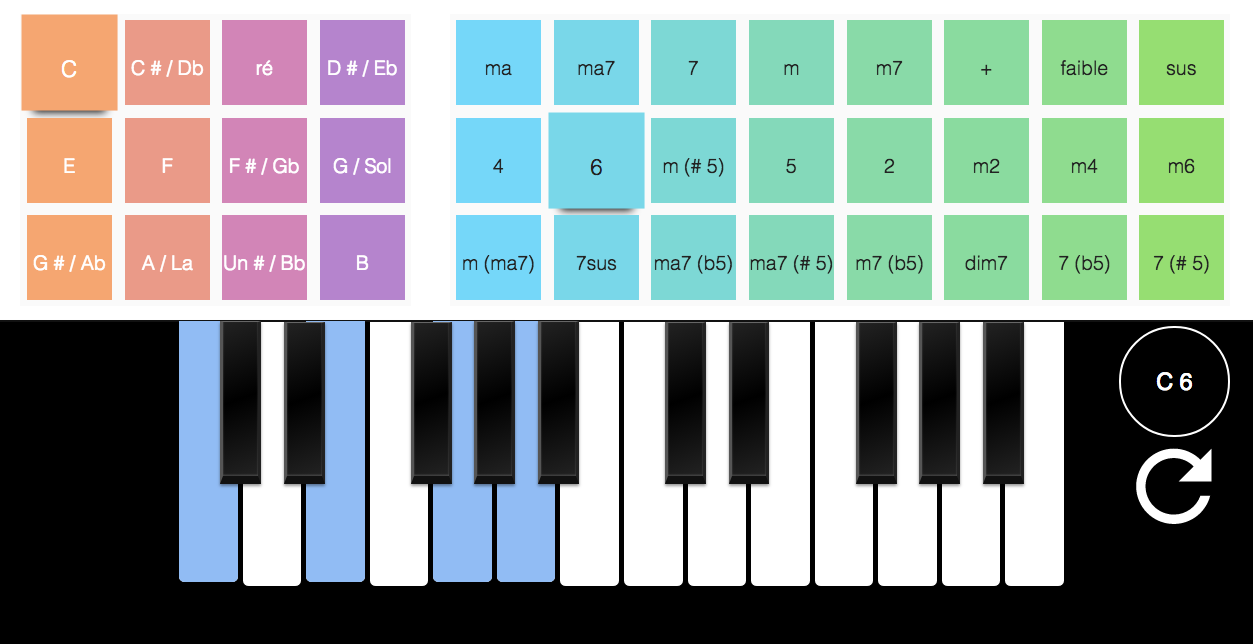 C C # / Db ré D # / Eb ma ma7 7 m m7 + faible sus
E F F # / Gb G / Sol 4 6 m (# 5) 5 2 m2 m4 m6
G # / Ab A / La Un # / Bb B m (ma7) 7sus ma7 (b5) ma7 (# 5) m7 (b5) dim7 7 (b5) 7 (# 5)
C 6